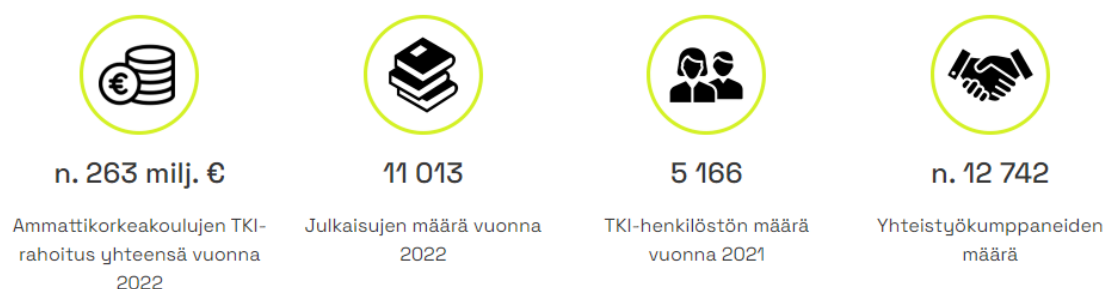 €
n. 263 milj. €
Ammattikorkeakoulujen TKI-
rahoitus yhteensä vuonna
2022
11 013
Julkaisujen määrä vuonna
2022
5 166
TKI-henkilöstön määrä
vuonna 2021
n. 12 742
Yhteistyökumppaneiden
määrä